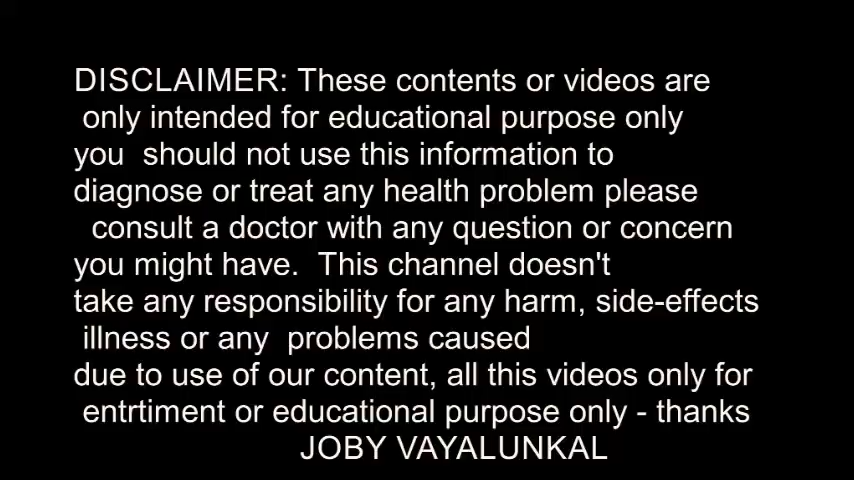 DISCLAIMER: These contents or videos are
only intended for educational purpose only
you should not use this information to
diagnose or treat any health problem please
consult a doctor with any question or concern
you might have. This channel doesn't
take any responsibility for any harm, side-effects
illness or any problems caused
due to use of our content, all this videos only for
entrtiment or educational purpose only - thanks
JOBY VAYALUNKAL